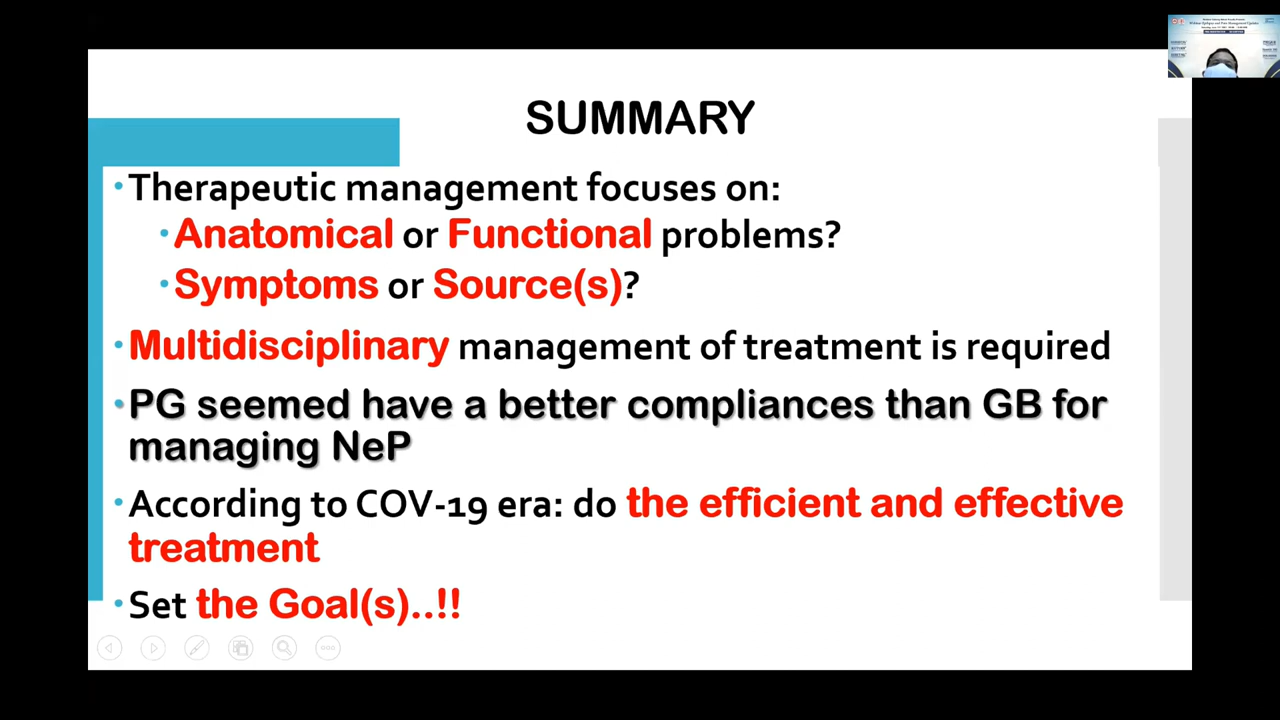 SUMMARY
•Therapeutic management focuses on:
•Anatomical or Functional problems?
•Symptoms or Source(s)?
•Multidisciplinary management of treatment is required
•PG seemed have a better compliances than GB for
managing NeP
•According to COV-19 era: do the efficient and effective
treatment
•Set the Goal(s)..!!